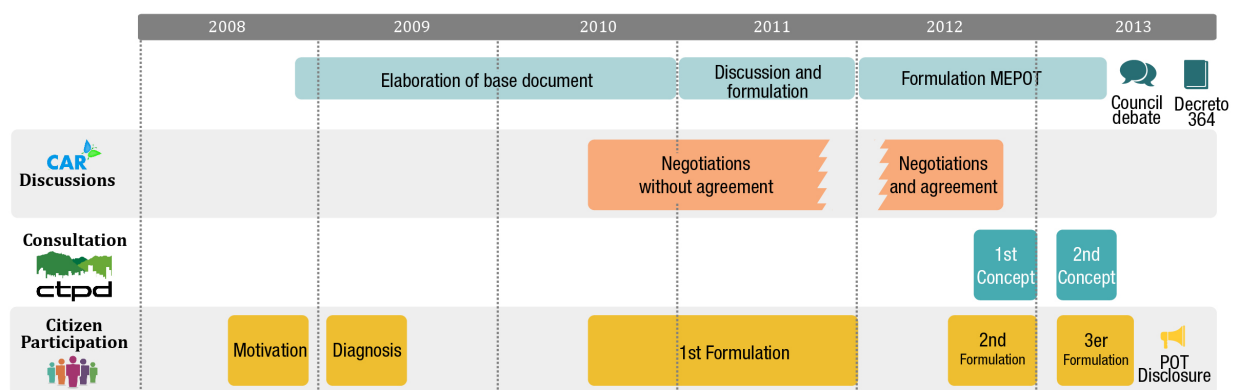 2008 2009 2010 2011 2012 2013
Elaboration of base document
Discussion and
formulation
Formulation MEPOT
Council
debate
Decreto
364
CAR
Discussions
Negotiations
without agreement
Negotiations
and agreement
Consultation
ctpd
1st
Concept
2nd
Concept
Citizen
Participation
Motivation
Diagnosis
1st Formulation
2nd
Formulation
3er
Formulation
POT
Disclosure